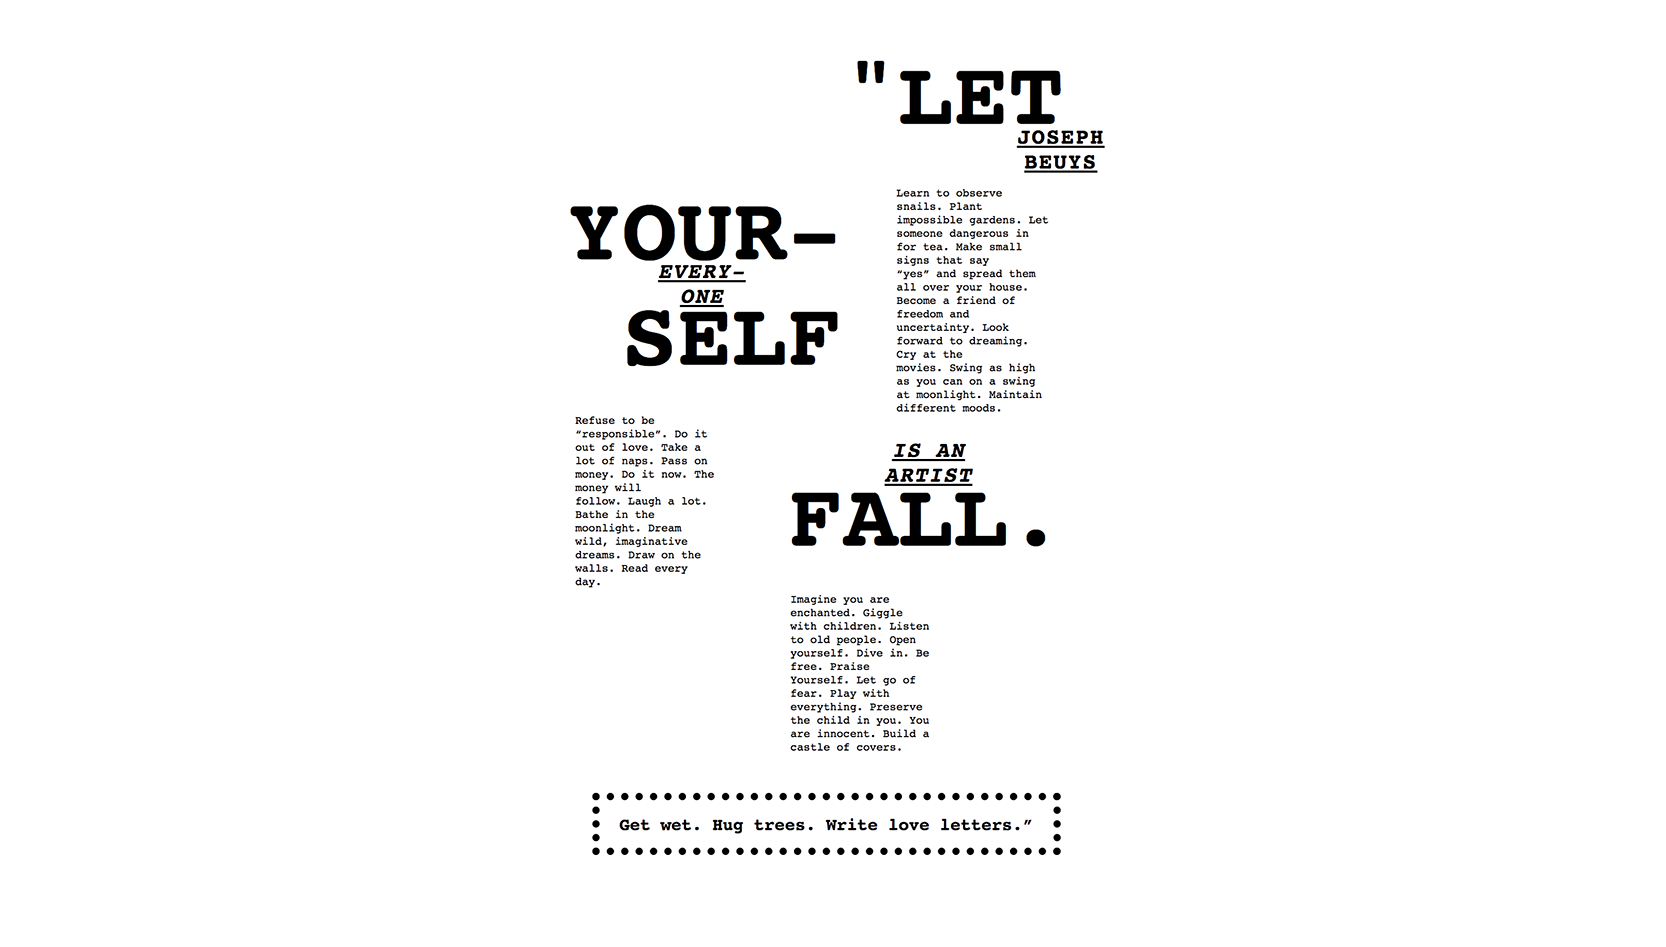 "LET
JOSEPH
BEUYS
YOUR-
EVERY-
ONE
SELF
Learn to observe
snails. Plant
impossible gardens. Let
someone dangerous in
for tea. Make small
signs that say
“yes” and spread them
all over your house.
Become a friend of
freedom and
uncertainty. Look
forward to dreaming.
Cry at the
movies. Swing as high
as you can on a swing
at moonlight. Maintain
different moods.
Refuse to be
“responsible”. Do it
out of love. Take a
lot of naps. Pass on
money. Do it now. The
money will
follow. Laugh a lot.
Bathe in the
moonlight. Dream
wild, imaginative
dreams. Draw on the
walls. Read every
day.
IS AN
ARTIST
FALL.
Imagine you are
enchanted. Giggle
with children. Listen
to old people. Open
yourself. Dive in. Be
free. Praise
Yourself. Let go of
fear. Play with
everything. Preserve
the child in you. You
are innocent. Build a
castle of covers.
Get wet. Hug trees. Write love letters.”